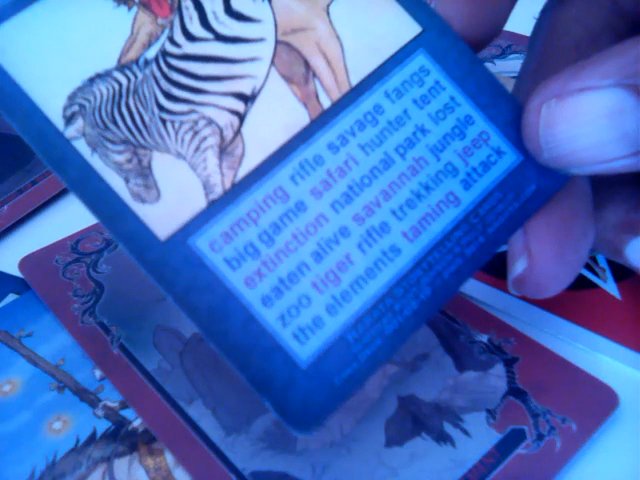 camping rifle savage fangs
big game safari hunter tent
extinction national park lost
eaten alive savannah jungle
zoo tiger rifle trekking jeep
the elements taming attack